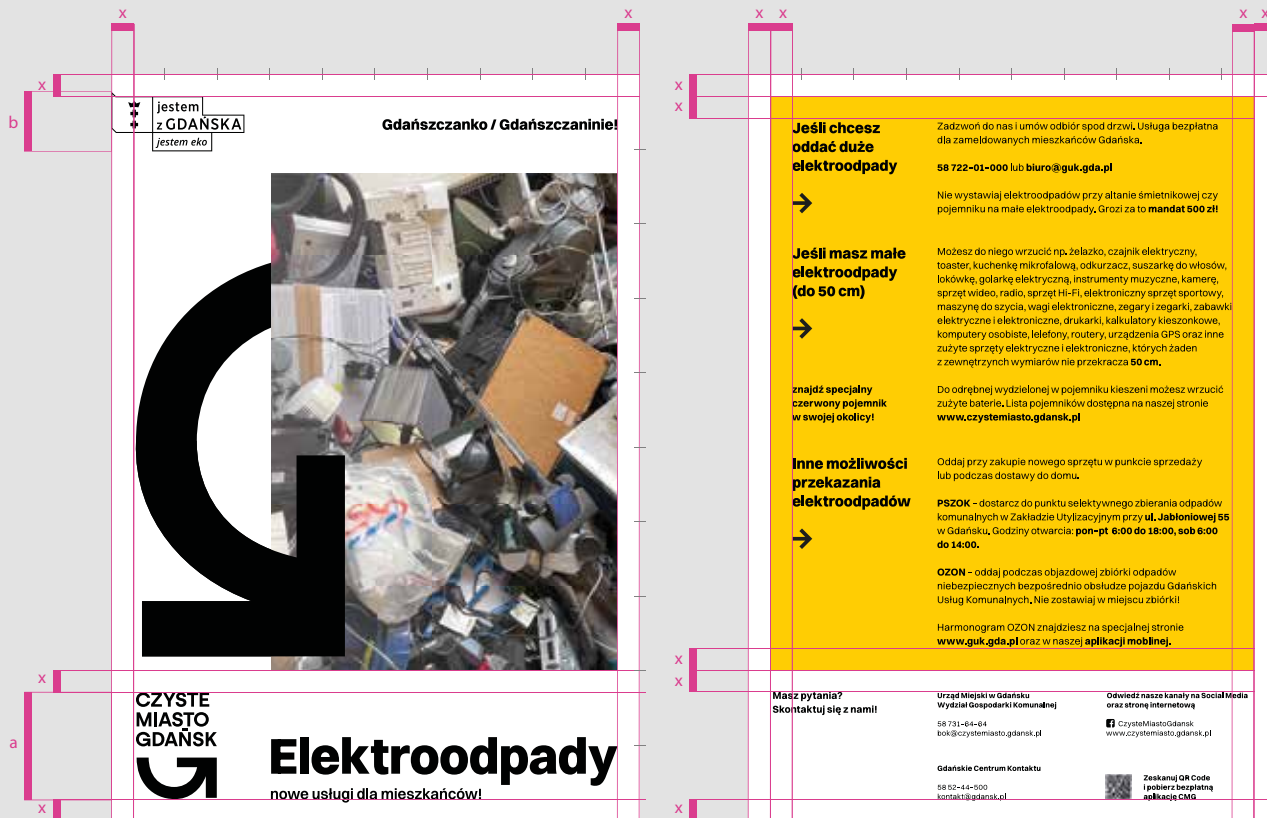 x
x
x
b
jestem
z GDAŃSKA
jestem eko
Gdańszczanko / Gdańszczaninie!
x
a
x
CZYSTE
MIASTO
GDAŃSK
Elektroodpady
nowe usługi dla mieszkańców!
x
x
x
x
x
x
Jeśli chcesz
oddać duże
elektroodpady
Zadzwoń do nas i umów odbiór spod drzwi. Usługa bezpłatna
dla zameldowanych mieszkańców Gdańska.
58 722-01-000 lub biuro@guk.gda.pl
Nie wystawiaj elektroodpadów przy altanie śmietnikowej czy
pojemniku na małe elektroodpady. Grozi za to mandat 500 zł!
Jeśli masz małe
elektroodpady
(do 50 cm)
Możesz do niego wrzucić np. żelazko, czajnik elektryczny,
toaster, kuchenkę mikrofalową, odkurzacz, suszarkę do włosów,
lokówkę, golarkę elektryczną, instrumenty muzyczne, kamerę,
sprzęt wideo, radio, sprzęt Hi-Fi, elektroniczny sprzęt sportowy,
maszynę do szycia, wagi elektroniczne, zegary i zegarki, zabawki
elektryczne i elektroniczne, drukarki, kalkulatory kieszonkowe,
komputery osobiste, lelefony, routery, urządzenia GPS oraz inne
zużyte sprzęty elektryczne i elektroniczne, których żaden
z zewnętrznych wymiarów nie przekracza 50 cm.
znajdź specjalny
czerwony pojemnik
w swojej okolicy!
Do odrębnej wydzielonej w pojemniku kieszeni możesz wrzucić
zużyte baterie. Lista pojemników dostępna na naszej stronie
www.czystemiasto.gdansk.pl
Inne możliwości
przekazania
elektroodpadów
Oddaj przy zakupie nowego sprzętu w punkcie sprzedaży
lub podczas dostawy do domu.
PSZOK – dostarcz do punktu selektywnego zbierania odpadów
komunalnych w Zakładzie Utylizacyjnym przy ul. Jabłoniowej 55
w Gdańsku. Godziny otwarcia: pon-pt 6:00 do 18:00, sob 6:00
do 14:00.
OZON – oddaj podczas objazdowej zbiórki odpadów
niebezpiecznych bezpośrednio obsłudze pojazdu Gdańskich
Usług Komunalnych. Nie zostawiaj w miejscu zbiórki!
Harmonogram OZON znajdziesz na specjalnej stronie
www.guk.gda.pl oraz w naszej aplikacji moblinej.
x
x
Masz pytania?
Skontaktuj się z nami!
Urząd Miejski w Gdańsku
Wydział Gospodarki Komunalnej
58 731-64-64
bok@czystemiasto.gdansk.pl
Gdańskie Centrum Kontaktu
58 52-44-500
kontakt@gdansk.pl
Odwiedź nasze kanały na Social Media
oraz stronę internetową
CzysteMiastoGdansk
www.czystemiasto.gdansk.pl
Zeskanuj QR Code
i pobierz bezpłatną
aplikację CMG
x